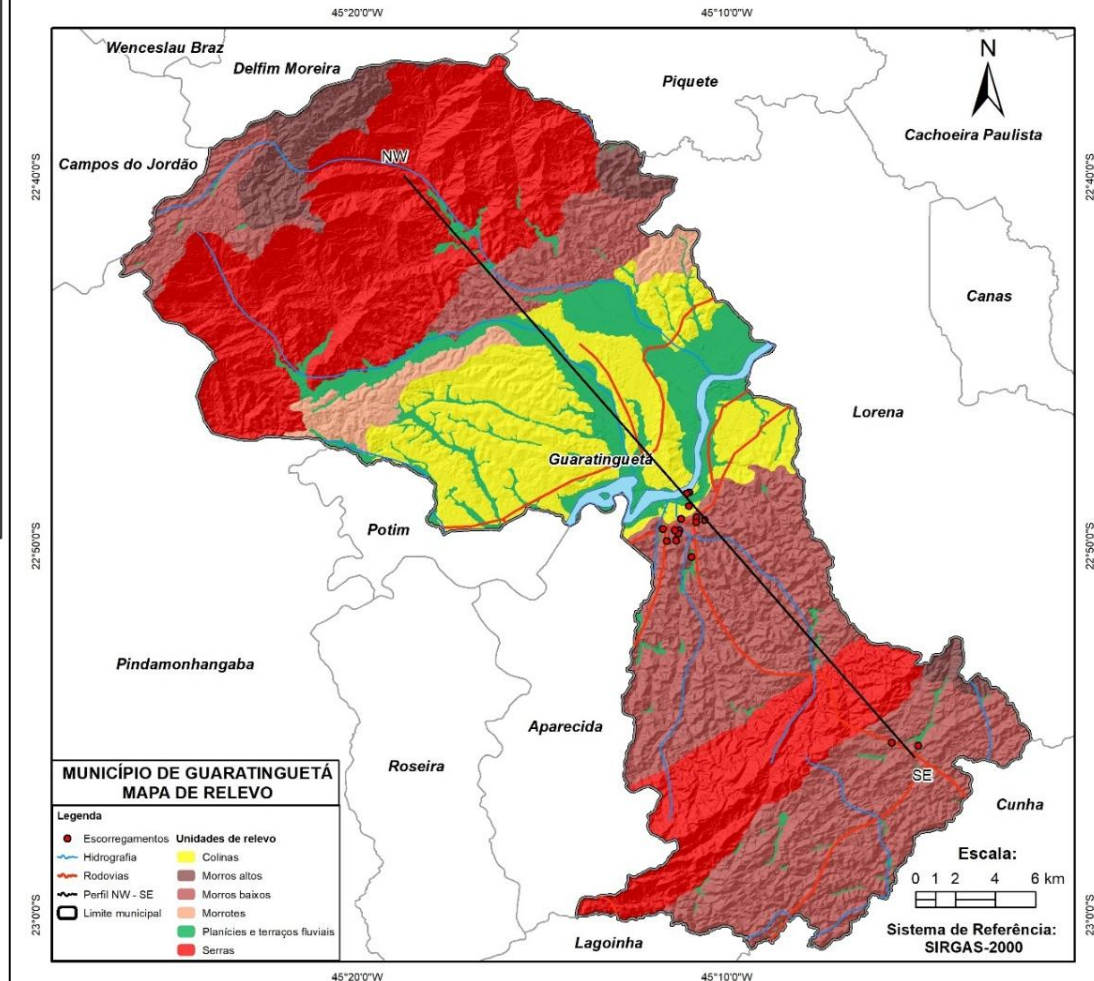 45°20'0"W
45°10'0"W
Wenceslau Braz
Delfim Moreira
Piquete
N
Cachoeira Paulista
Campos do Jordão
NW
22°40'0"S
22°40'0"S
Canas
Lorena
Guaratinguetá
Potim
22°50'0"S
22°50'0"S
Pindamonhangaba
Aparecida
Roseira
SE
Cunha
MUNICÍPIO DE GUARATINGUETÁ
MAPA DE RELEVO
Legenda
Escorregamentos
Hidrografia
Rodovias
Perfil NW - SE
Limite municipal
Unidades de relevo
Colinas
Morros altos
Morros baixos
Morrotes
Planícies e terraços fluviais
Serras
Escala:
0 1 2 4 6 km
23°0'0"S
23°0'0"S
Sistema de Referência:
SIRGAS-2000
Lagoinha
45°20'0"W
45°10'0"W